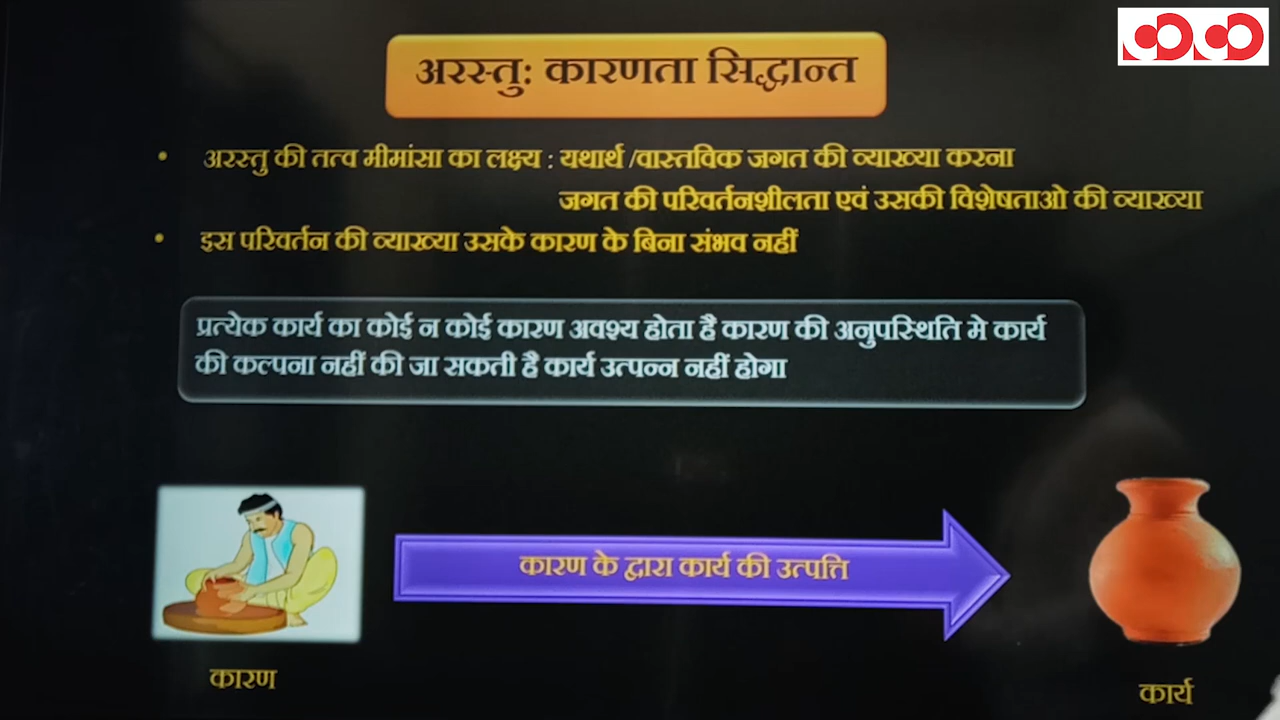 अरस्तु: कारणता सिद्धान्त
• अरस्तु की तत्व मीमांसा का लक्ष्य : यथार्थ /वास्तविक जगत की व्याख्या करना
जगत की परिवर्तनशीलता एवं उसकी विशेषताओ की व्याख्या
• इस परिवर्तन की व्याख्या उसके कारण के बिना संभव नहीं
प्रत्येक कार्य का कोई न कोई कारण अवश्य होता है कारण की अनुपस्थिति मे कार्य
की कल्पना नहीं की जा सकती है कार्य उत्पन्न नहीं होगा
कारण के द्वारा कार्य की उत्पत्ति
कारण
कार्य